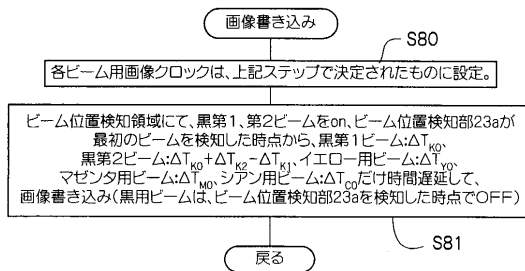 画像書き込み
S80
各ビーム用画像クロックは、上記ステップで決定されたものに設定。
ビーム位置検知領域にて、黒第1、第2ビームをon、ビーム位置検知部23aが
最初のビームを検知した時点から、黒第1ビーム:ΔTK0、
黒第2ビーム:ΔTK0+ΔTK2-ΔTK1、イエロー用ビーム:ΔTY0、
マゼンタ用ビーム:ΔTM0、シアン用ビーム:ΔTC0だけ時間遅延して、
画像書き込み(黒用ビームは、ビーム位置検知部23aを検知した時点でOFF)
S81
戻る